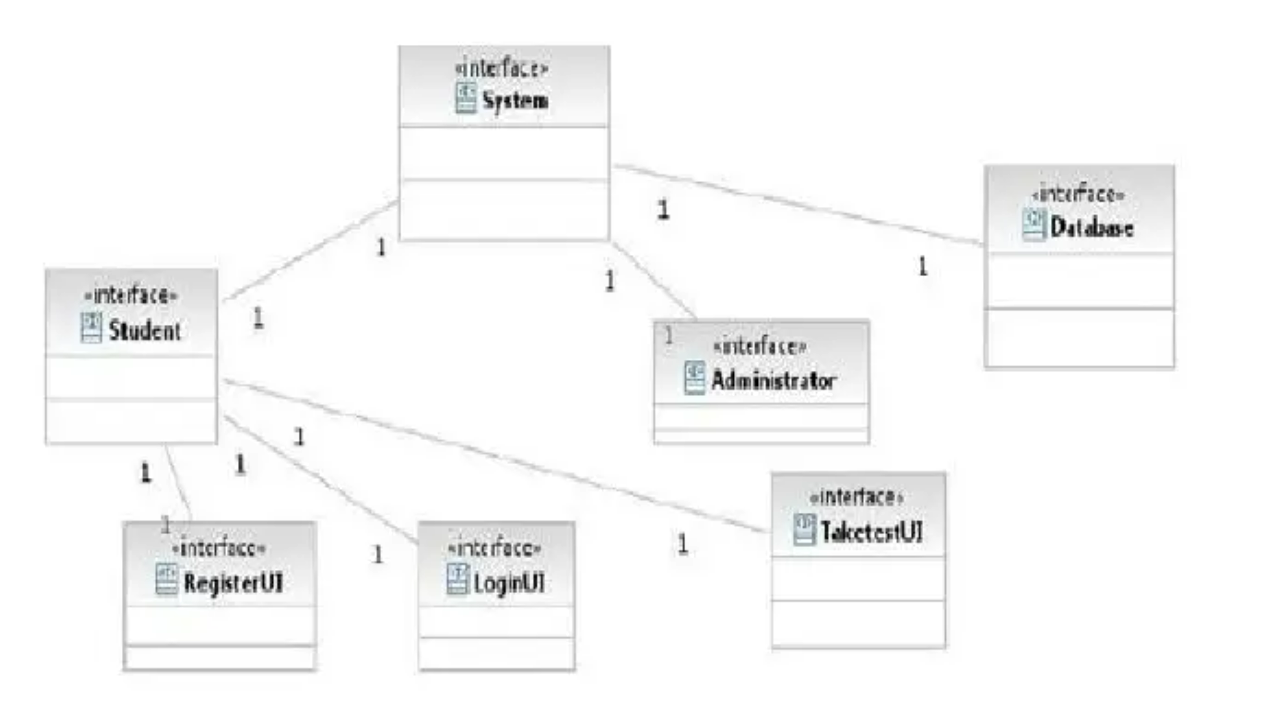 «interface»
System
1
1
«interface»
Database
1
1
1
«interface»
Student
1
1
«interface»
Administrator
1
1
1
1
1
«interface»
RegisterUI
1
«interface»
LoginUI
1
«interface»
TaketestUI